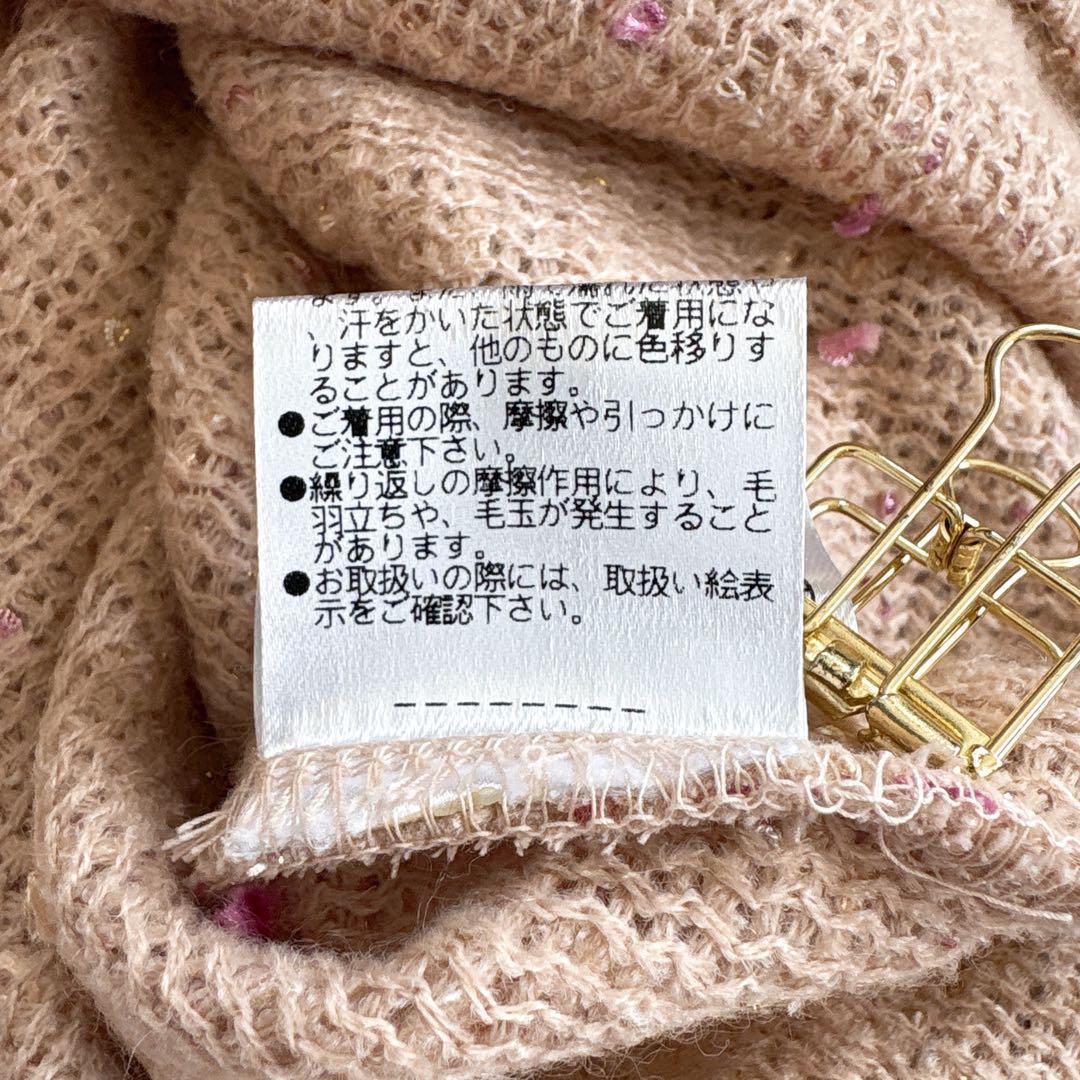 、汗をかいた状態でご着用にな
りますと、他のものに色移りす
ることがあります。
●ご着用の際、摩擦や引っかけに
ご注意下さい。
●繰り返しの摩擦作用により、毛
羽立ちや、毛玉が発生すること
があります。
●お取扱いの際には、取扱い絵表
示をご確認下さい。